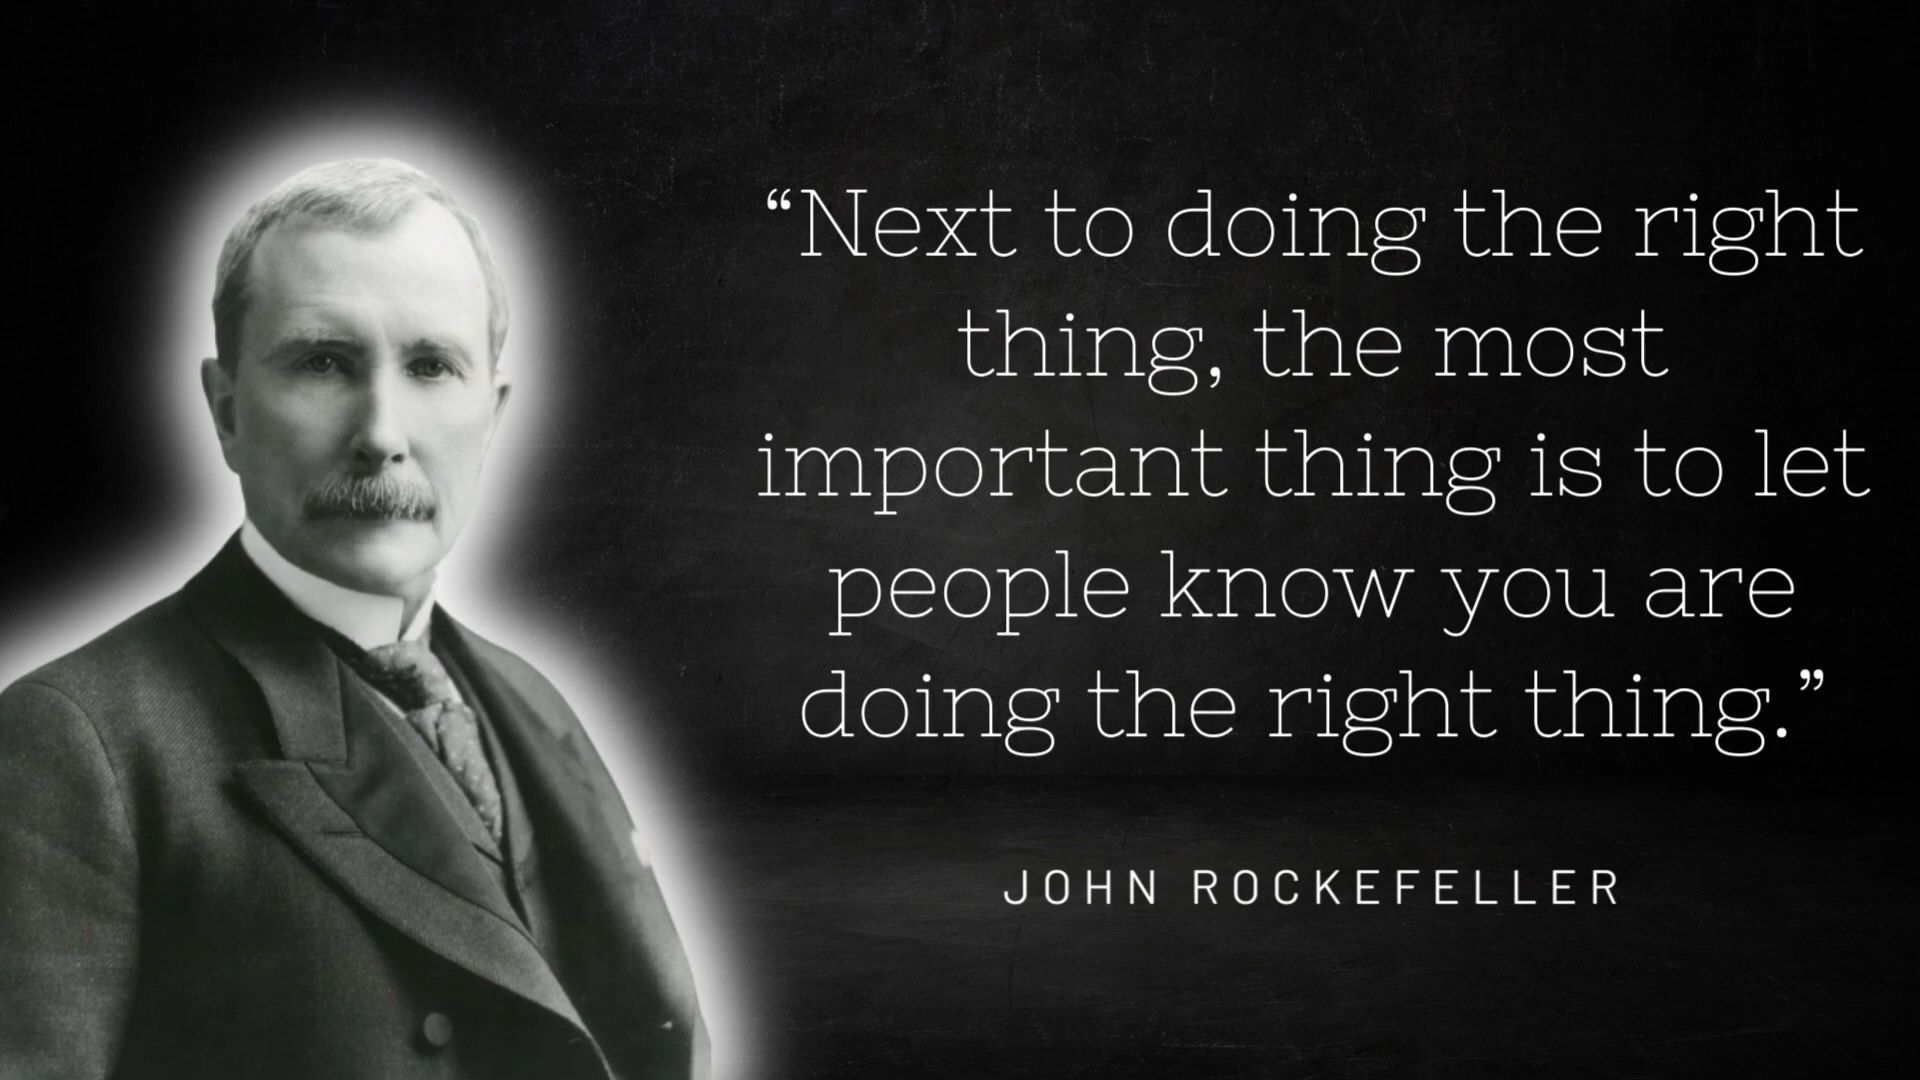 “Next to doing the right
thing, the most
important thing is to let
people know you are
doing the right thing.”
JOHN ROCKEFELLER